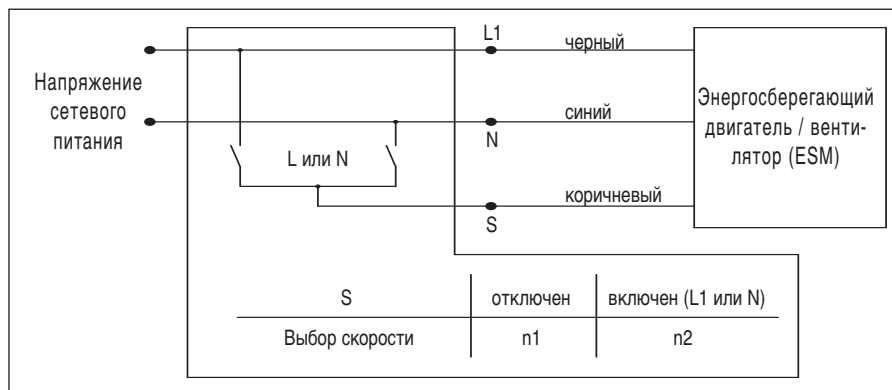 L1
черный
Напряжение
сетевого
питания
Энергосберегающий
двигатель / венти-
лятор (ESM)
синий
N
L или N
коричневый
S
S отключен включен (L1 или N)
Выбор скорости n1 n2